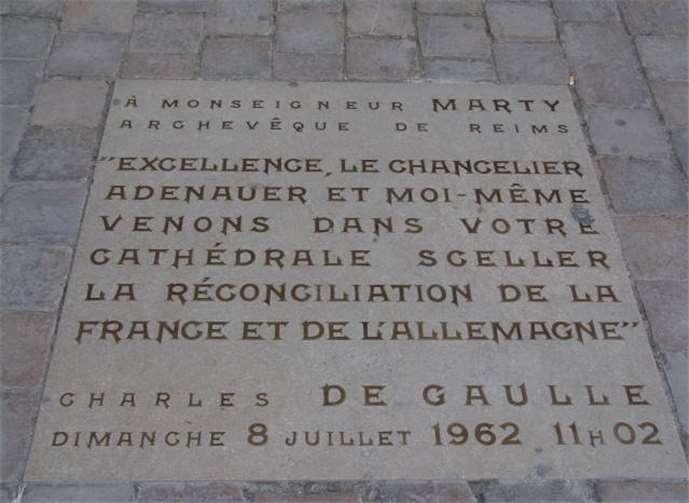 À MONSEIGNEUR MARTY
ARCHEVÊQUE DE REIMS
"EXCELLENCE, LE CHANCELIER
ADENAUER ET MOI-MÊME
VENONS DANS VOTRE
CATHÉDRALE SCELLER
LA RÉCONCILIATION DE LA
FRANCE ET DE L'ALLEMAGNE"
CHARLES DE GAULLE
DIMANCHE 8 JUILLET 1962 11H02